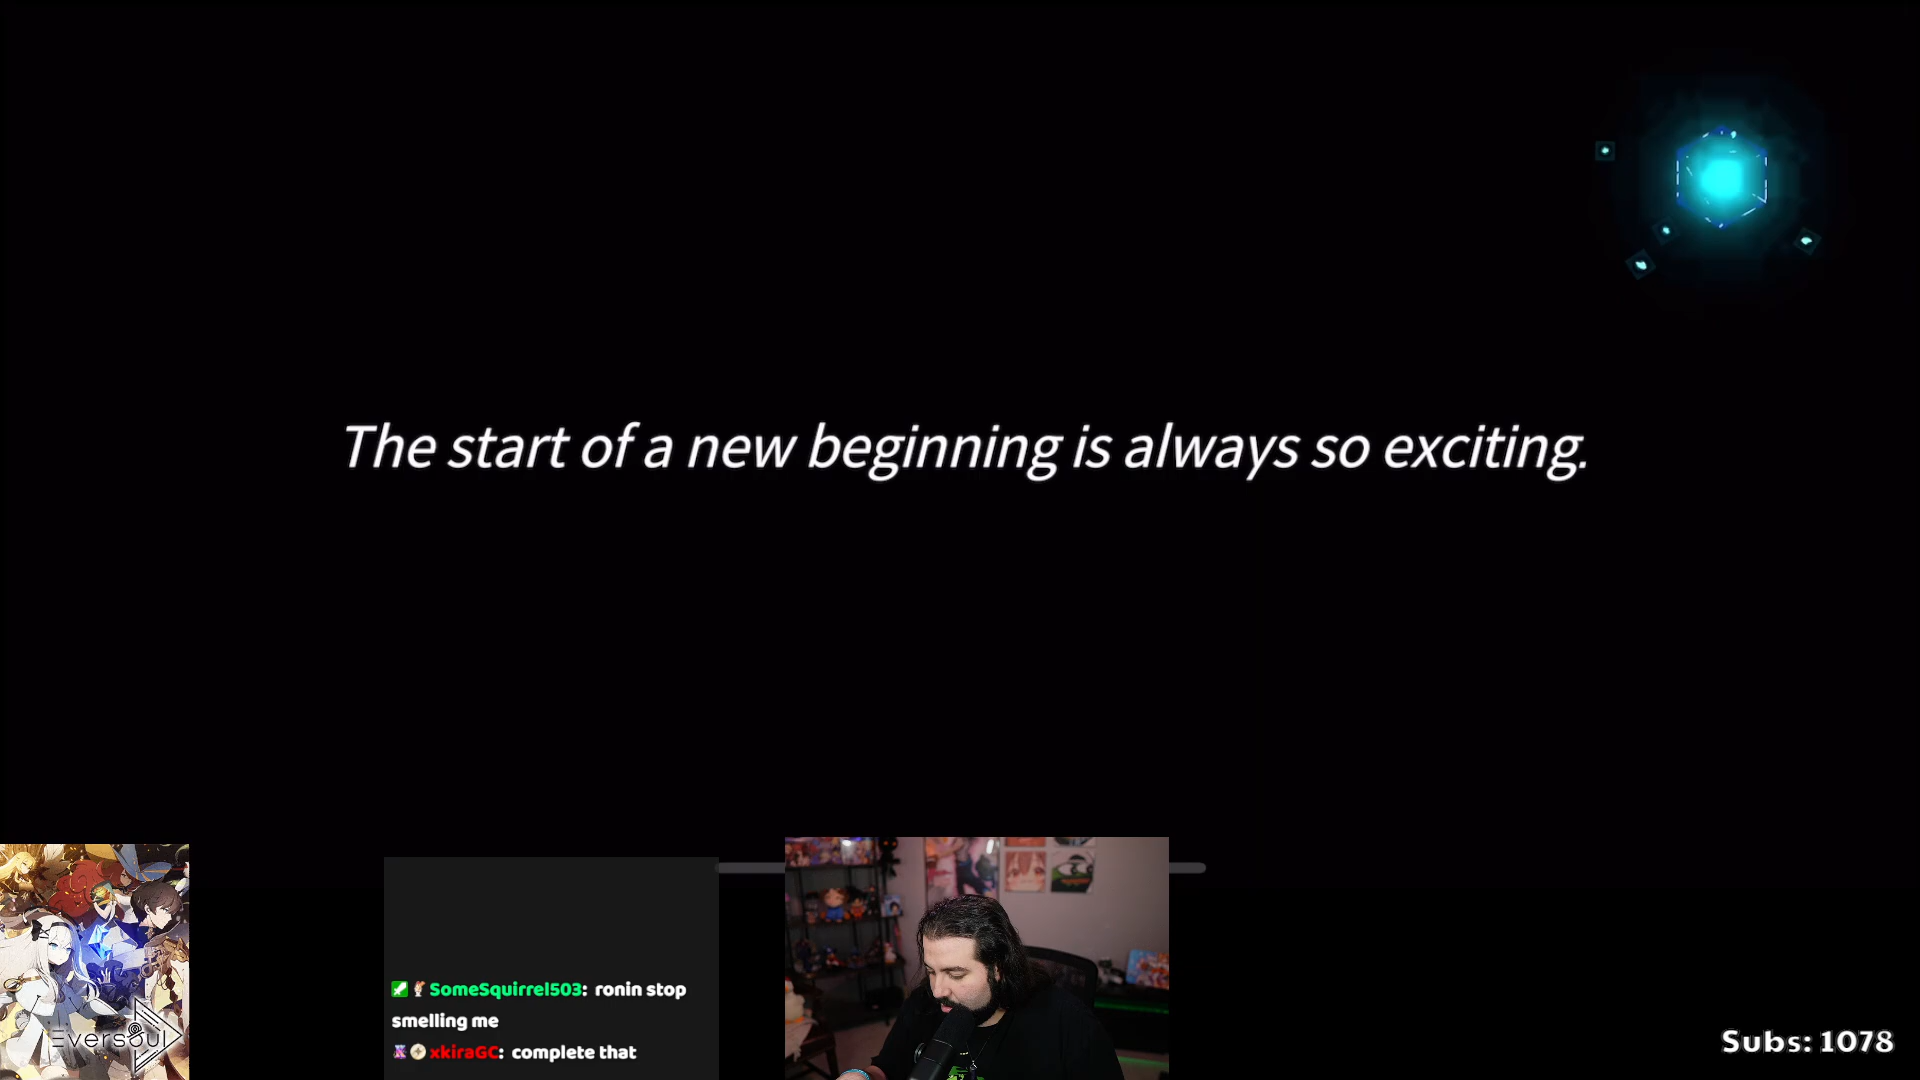 The start of a new beginning is always so exciting.
SomeSquirrel503: ronin stop
smelling me
xkiraGC: complete that
Eversoul
Subs: 1078